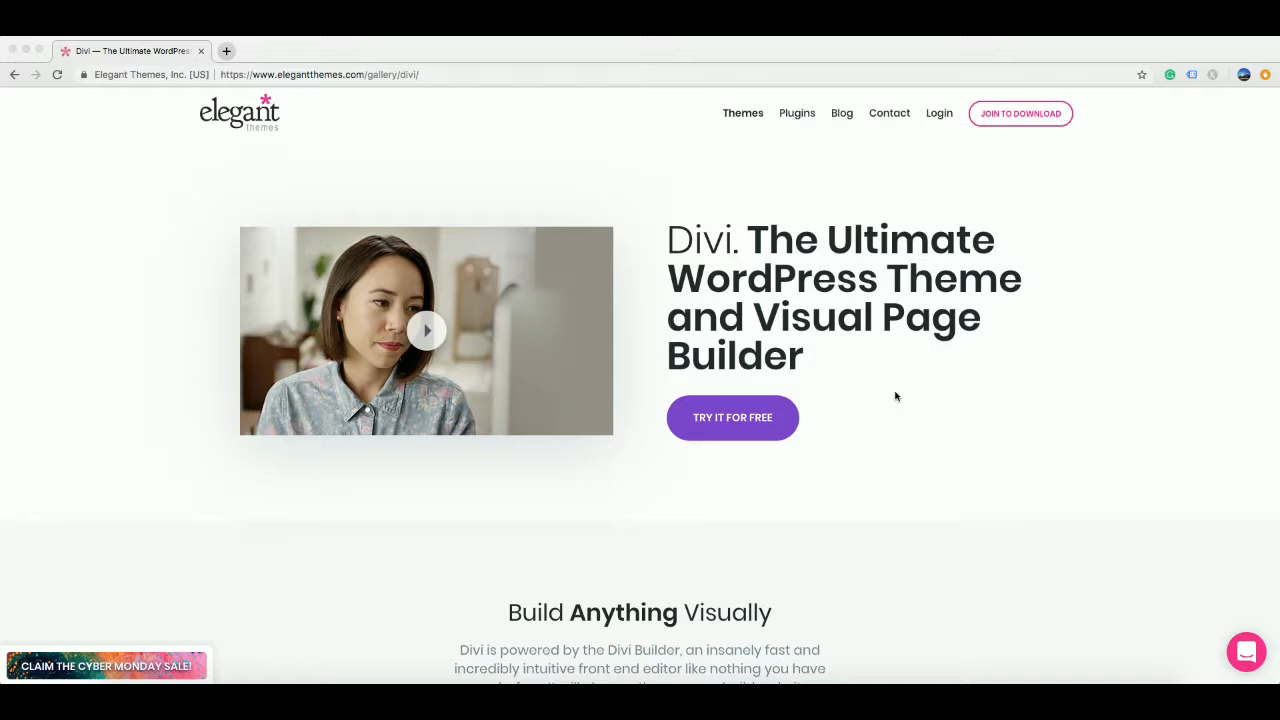 Divi — The Ultimate WordPress
Elegant Themes, Inc. [US] | https://www.elegantthemes.com/gallery/divi/
elegant
themes
Themes Plugins Blog Contact Login JOIN TO DOWNLOAD
Divi. The Ultimate
WordPress Theme
and Visual Page
Builder
TRY IT FOR FREE
Build Anything Visually
Divi is powered by the Divi Builder, an insanely fast and
incredibly intuitive front end editor like nothing you have
CLAIM THE CYBER MONDAY SALE!